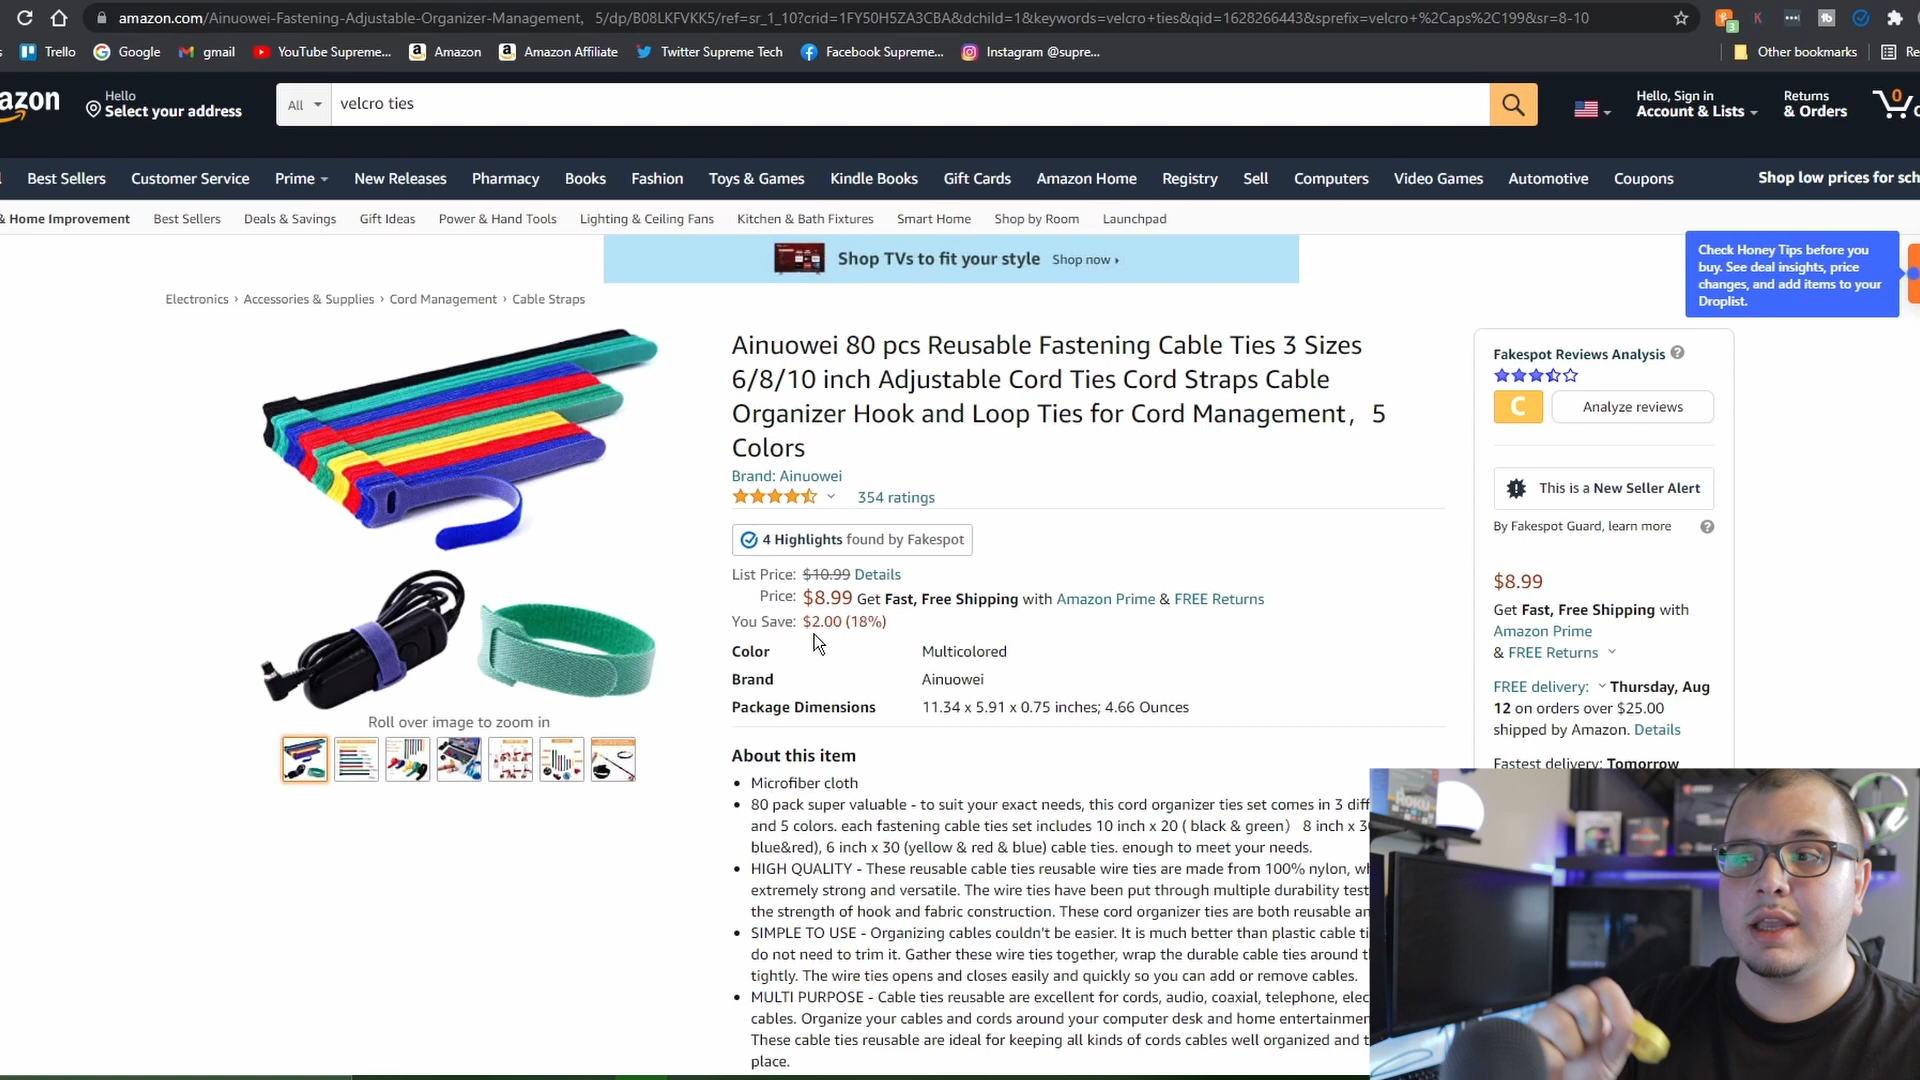 amazon.com/Ainuowei-Fastening-Adjustable-Organizer-Management，5/dp/B08LKFVKK5/ref=sr_1_10?crid=1FY50H5ZA3CBA&dchild=1&keywords=velcro+ties&qid=1628266443&sprefix=velcro+%2Caps%2C199&sr=8-10
Trello Google gmail YouTube Supreme... Amazon Amazon Affiliate Twitter Supreme Tech Facebook Supreme... Instagram @supre... Other bookmarks Re
azon Hello Select your address All velcro ties Hello, Sign in Account & Lists Returns & Orders 0
Best Sellers Customer Service Prime New Releases Pharmacy Books Fashion Toys & Games Kindle Books Gift Cards Amazon Home Registry Sell Computers Video Games Automotive Coupons Shop low prices for sch
& Home Improvement Best Sellers Deals & Savings Gift Ideas Power & Hand Tools Lighting & Ceiling Fans Kitchen & Bath Fixtures Smart Home Shop by Room Launchpad
Shop TVs to fit your style Shop now
Check Honey Tips before you
buy. See deal insights, price
changes, and add items to your
Droplist.
Electronics › Accessories & Supplies › Cord Management › Cable Straps
Ainuowei 80 pcs Reusable Fastening Cable Ties 3 Sizes
6/8/10 inch Adjustable Cord Ties Cord Straps Cable
Organizer Hook and Loop Ties for Cord Management，5
Colors
Brand: Ainuowei
354 ratings
4 Highlights found by Fakespot
List Price: $10.99 Details
Price: $8.99 Get Fast, Free Shipping with Amazon Prime & FREE Returns
You Save: $2.00 (18%)
Color Multicolored
Brand Ainuowei
Package Dimensions 11.34 x 5.91 x 0.75 inches; 4.66 Ounces
Roll over image to zoom in
About this item
• Microfiber cloth
• 80 pack super valuable - to suit your exact needs, this cord organizer ties set comes in 3 diff
and 5 colors. each fastening cable ties set includes 10 inch x 20 ( black & green） 8 inch x 3
blue&red), 6 inch x 30 (yellow & red & blue) cable ties. enough to meet your needs.
• HIGH QUALITY - These reusable cable ties reusable wire ties are made from 100% nylon, wh
extremely strong and versatile. The wire ties have been put through multiple durability test
the strength of hook and fabric construction. These cord organizer ties are both reusable an
• SIMPLE TO USE - Organizing cables couldn't be easier. It is much better than plastic cable ti
do not need to trim it. Gather these wire ties together, wrap the durable cable ties around t
tightly. The wire ties opens and closes easily and quickly so you can add or remove cables.
• MULTI PURPOSE - Cable ties reusable are excellent for cords, audio, coaxial, telephone, elec
cables. Organize your cables and cords around your computer desk and home entertainmen
These cable ties reusable are ideal for keeping all kinds of cords cables well organized and t
place.
Fakespot Reviews Analysis
C Analyze reviews
This is a New Seller Alert
By Fakespot Guard, learn more
$8.99
Get Fast, Free Shipping with
Amazon Prime
& FREE Returns
FREE delivery: Thursday, Aug
12 on orders over $25.00
shipped by Amazon. Details
Fastest delivery: Tomorrow
Roku